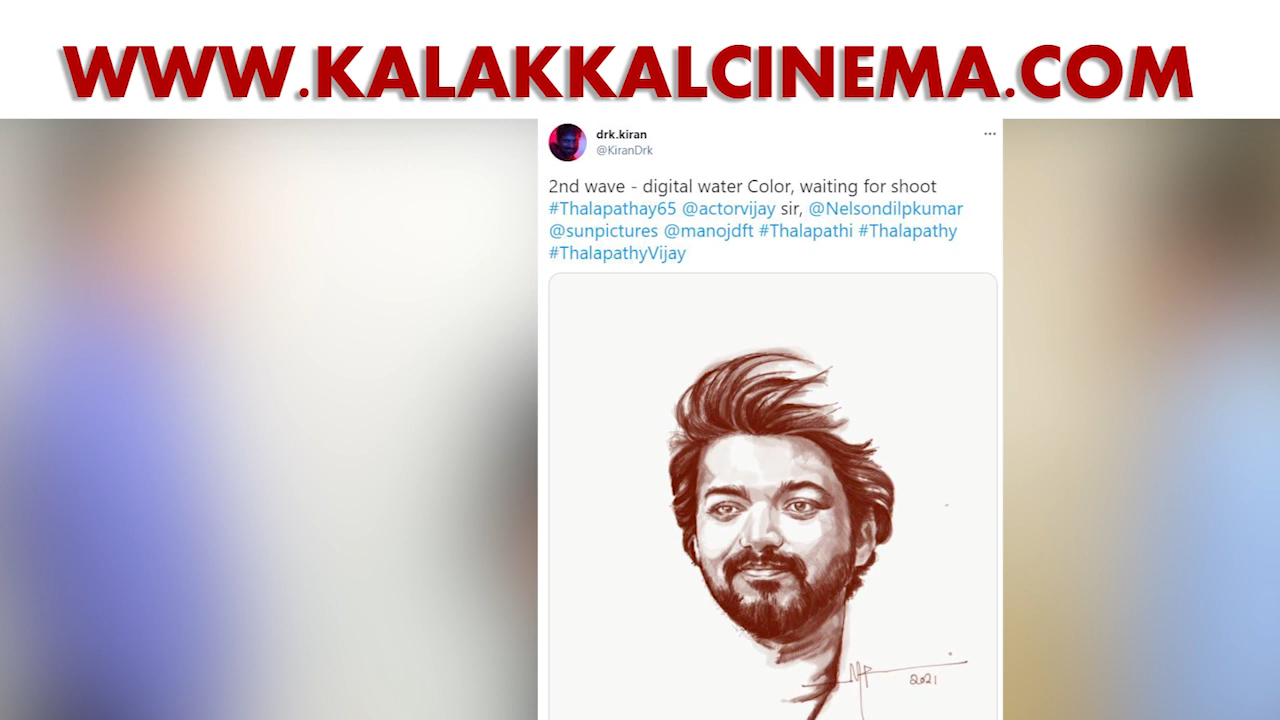 WWW.KALAKKALCINEMA.COM
drk.kiran
@KiranDrk
2nd wave - digital water Color, waiting for shoot
#Thalapathay65 @actorvijay sir, @Nelsondilpkumar
@sunpictures @manojdft #Thalapathi #Thalapathy
#ThalapathyVijay
2021